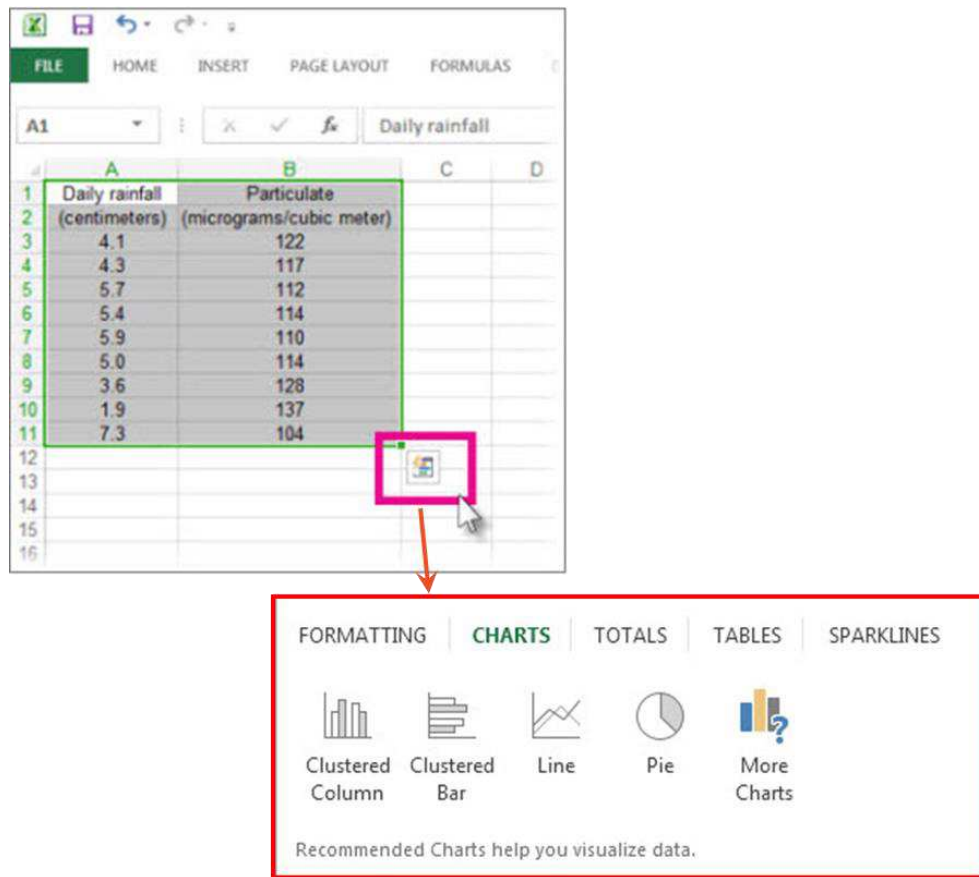 FILE HOME INSERT PAGE LAYOUT FORMULAS
A1 fx Daily rainfall
A B C D
1 Daily rainfall Particulate
2 (centimeters) (micrograms/cubic meter)
3 4.1 122
4 4.3 117
5 5.7 112
6 5.4 114
7 5.9 110
8 5.0 114
9 3.6 128
10 1.9 137
11 7.3 104
12
13
14
15
16
FORMATTING CHARTS TOTALS TABLES SPARKLINES
Clustered Clustered Line Pie More
Column Bar Charts
Recommended Charts help you visualize data.